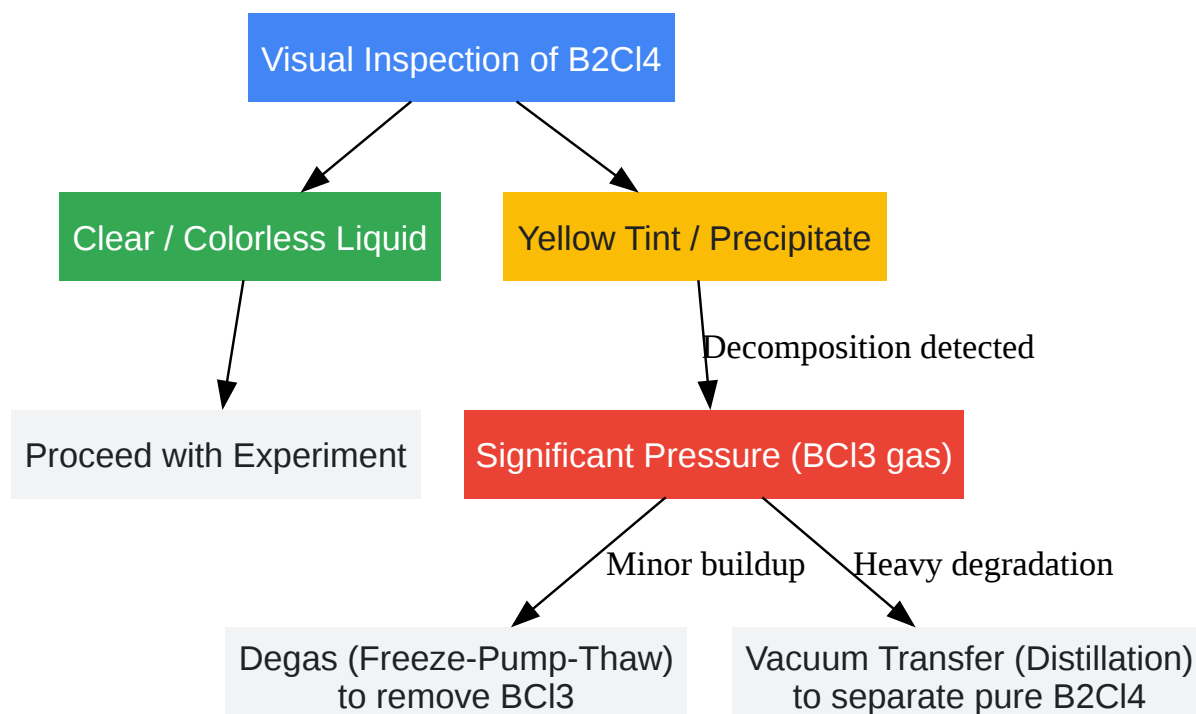 Visual Inspection of B2Cl4
Clear / Colorless Liquid
Yellow Tint / Precipitate
Decomposition detected
Proceed with Experiment
Significant Pressure (BCl3 gas)
Minor buildup
Heavy degradation
Degas (Freeze-Pump-Thaw)
to remove BCl3
Vacuum Transfer (Distillation)
to separate pure B2Cl4